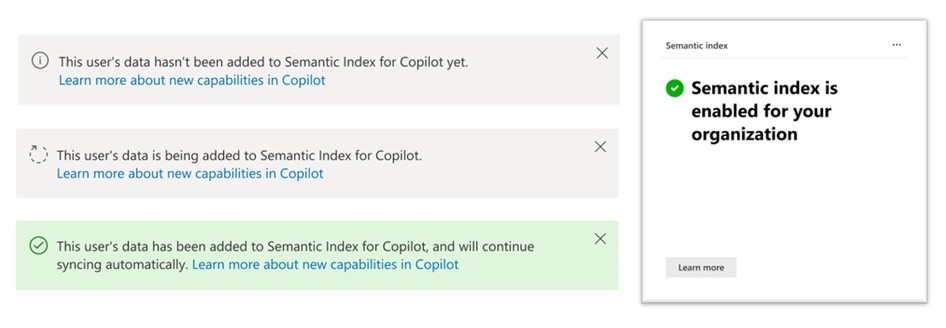 This user's data hasn't been added to Semantic Index for Copilot yet.
Learn more about new capabilities in Copilot
This user's data is being added to Semantic Index for Copilot.
Learn more about new capabilities in Copilot
This user's data has been added to Semantic Index for Copilot, and will continue
syncing automatically. Learn more about new capabilities in Copilot
Semantic index
Semantic index is
enabled for your
organization
Learn more